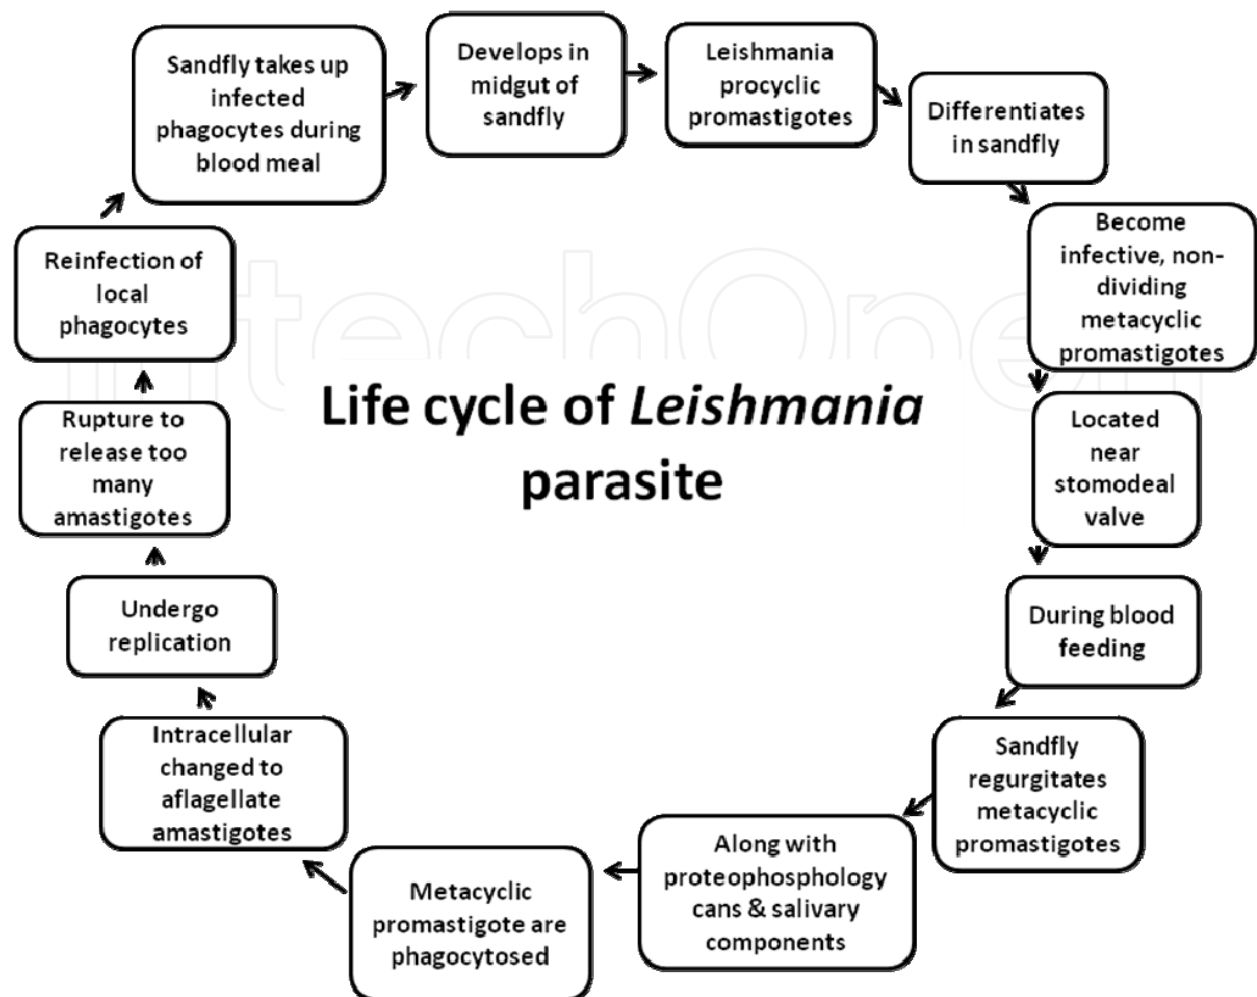 Sandfly takes up
infected
phagocytes during
blood meal
Develops in
midgut of
sandfly
Leishmania
procyclic
promastigotes
Differentiates
in sandfly
Become
infective, non-
dividing
metacyclic
promastigotes
Located
near
stomodeal
valve
During blood
feeding
Sandfly
regurgitates
metacyclic
promastigotes
Along with
proteophosphology
cans & salivary
components
Metacyclic
promastigote are
phagocytosed
Intracellular
changed to
aflagellate
amastigotes
Undergo
replication
Rupture to
release too
many
amastigotes
Reinfection of
local
phagocytes
Life cycle of Leishmania
parasite
IntechOpen